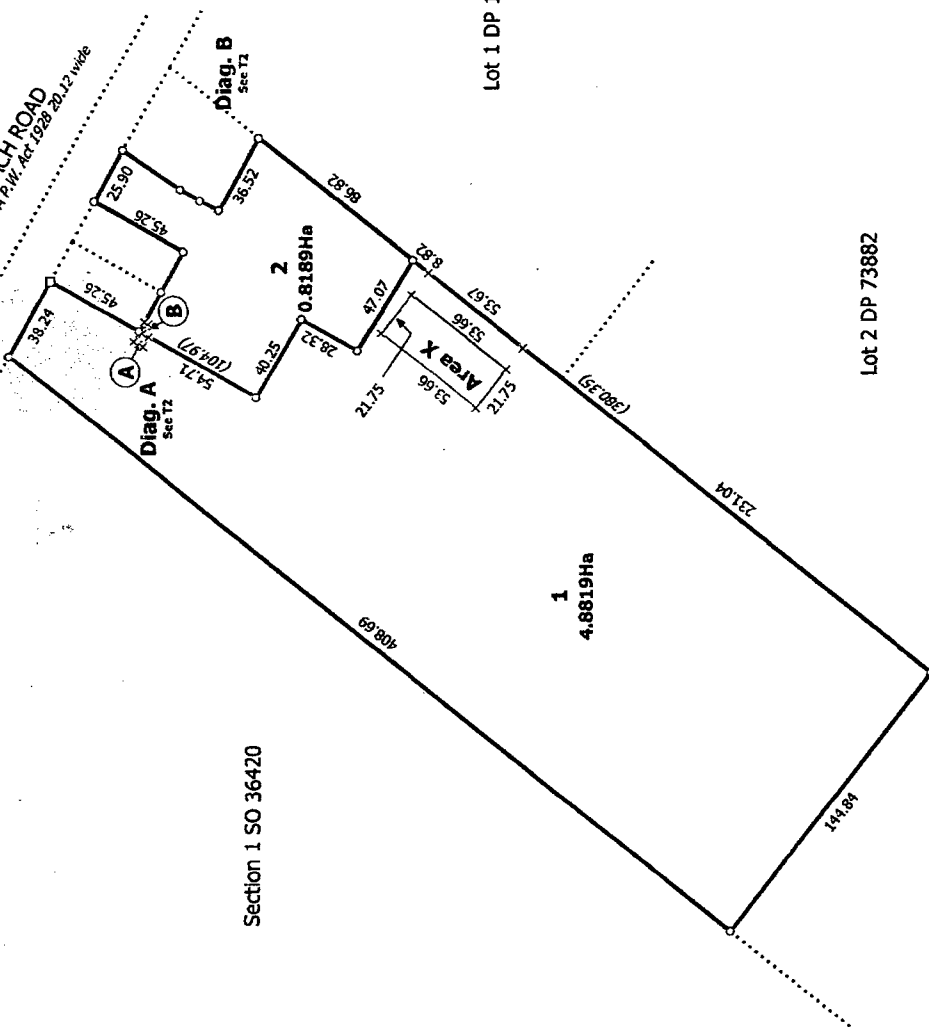 CH ROAD
P.W. Act 1928 20.12 wide
Lot 1 DP
Diag. B
See T2
25.90
45.26
36.52
38.24
45.26
A
B
Diag. A
See T2
(104.97)
54.71
2
0.8189Ha
86.82
8.82
47.07
28.32
40.25
53.67
53.66
Area X
53.66
21.75
21.75
(380.35)
231.04
Lot 2 DP 73882
408.69
1
4.8819Ha
Section 1 SO 36420
144.84